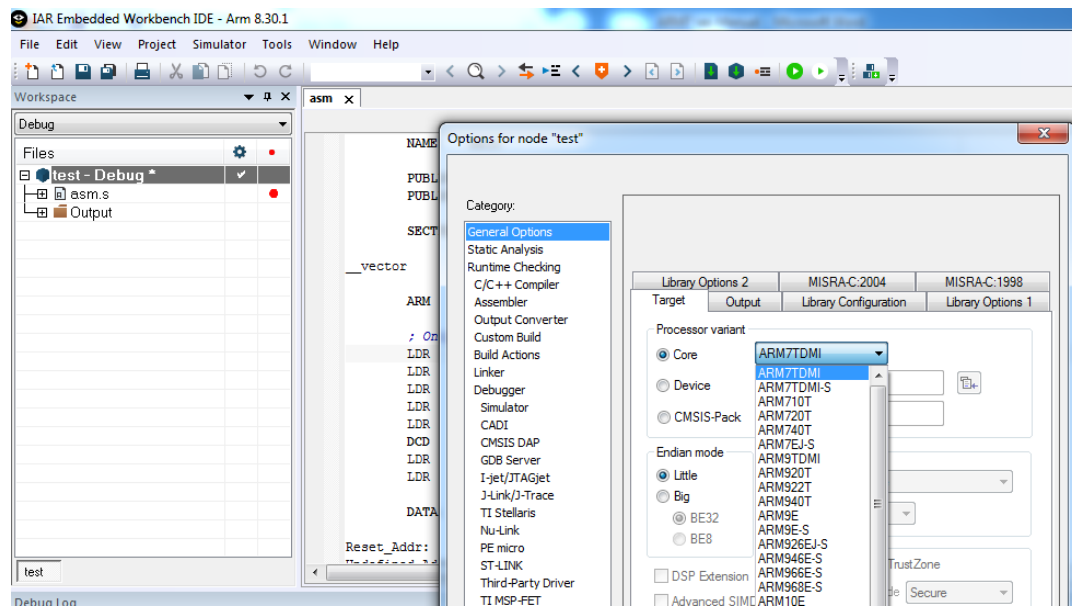 IAR Embedded Workbench IDE - Arm 8.30.1
File Edit View Project Simulator Tools Window Help
Workspace
asm
Debug
Files
test - Debug *
asm.s
Output
test
Debug Log
NAME
PUBL
PUBL
SECT
__vector
ARM
; On
LDR
LDR
LDR
LDR
LDR
DCD
LDR
LDR
DATA
Reset_Addr:
Options for node "test"
Category:
General Options
Static Analysis
Runtime Checking
C/C++ Compiler
Assembler
Output Converter
Custom Build
Build Actions
Linker
Debugger
Simulator
CADI
CMSIS DAP
GDB Server
I-jet/JTAGjet
J-Link/J-Trace
TI Stellaris
Nu-Link
PE micro
ST-LINK
Third-Party Driver
TI MSP-FET
Library Options 2 MISRA-C:2004 MISRA-C:1998
Target Output Library Configuration Library Options 1
Processor variant
Core
ARM7TDMI
Device
CMSIS-Pack
Endian mode
Little
Big
BE32
BE8
DSP Extension
Advanced SIMD
ARM7TDMI
ARM7TDMI-S
ARM710T
ARM720T
ARM740T
ARM7EJ-S
ARM9TDMI
ARM920T
ARM922T
ARM940T
ARM9E
ARM9E-S
ARM926EJ-S
ARM946E-S
ARM966E-S
ARM968E-S
ARM10E
TrustZone
Secure